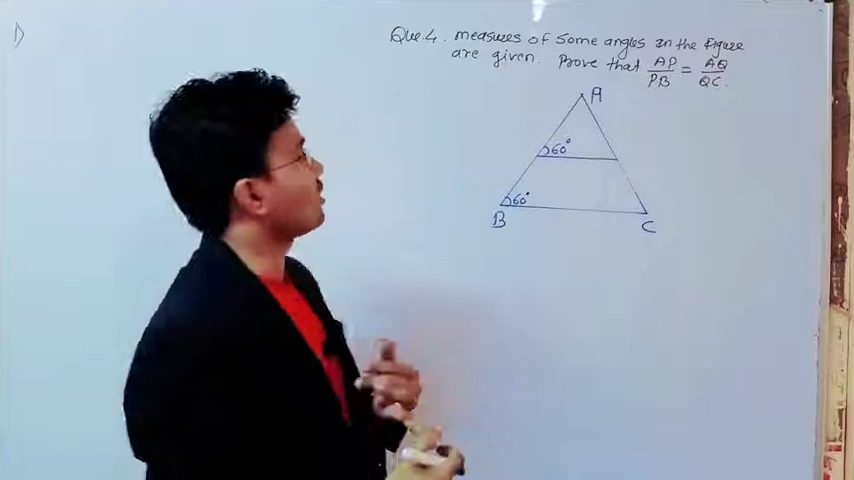 D
Que.4. measures of some angles in the figure
are given. Prove that AP/PB = AQ/QC.
A
60°
60°
B
C